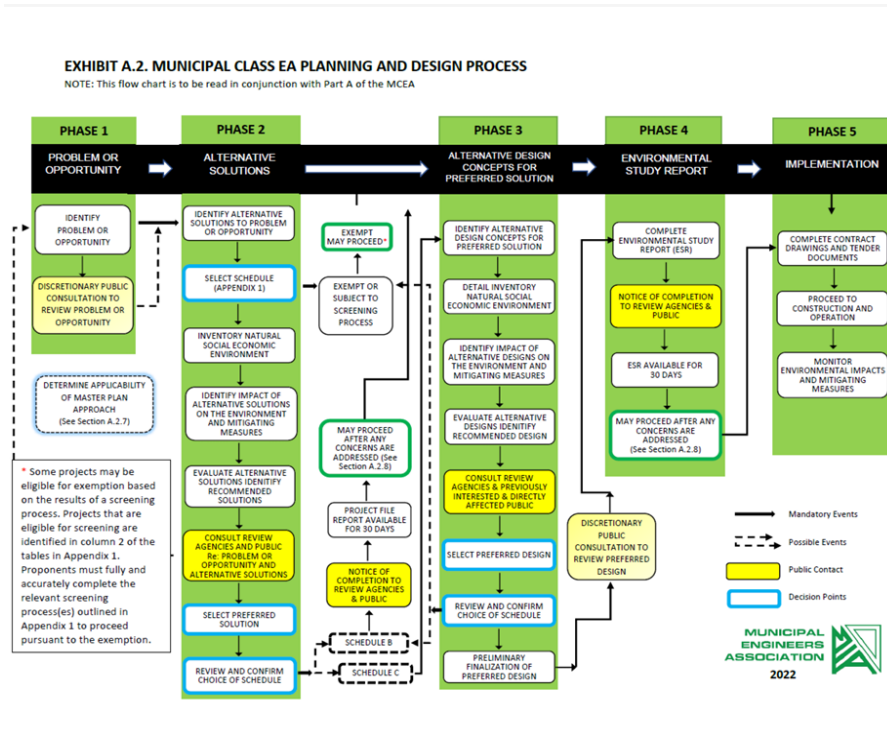 EXHIBIT A.2. MUNICIPAL CLASS EA PLANNING AND DESIGN PROCESS
NOTE: This flow chart is to be read in conjunction with Part A of the MCEA
PHASE 1
PROBLEM OR
OPPORTUNITY
IDENTIFY
PROBLEM OR
OPPORTUNITY
DISCRETIONARY PUBLIC
CONSULTATION TO
REVIEW PROBLEM OR
OPPORTUNITY
DETERMINE APPLICABILITY
OF MASTER PLAN
APPROACH
(See Section A.2.7)
* Some projects may be
eligible for exemption based
on the results of a screening
process. Projects that are
eligible for screening are
identified in column 2 of the
tables in Appendix 1.
Proponents must fully and
accurately complete the
relevant screening
process(es) outlined in
Appendix 1 to proceed
pursuant to the exemption.
PHASE 2
ALTERNATIVE
SOLUTIONS
IDENTIFY ALTERNATIVE
SOLUTIONS TO PROBLEM
OR OPPORTUNITY
SELECT SCHEDULE
(APPENDIX 1)
INVENTORY NATURAL
SOCIAL ECONOMIC
ENVIRONMENT
IDENTIFY IMPACT OF
ALTERNATIVE SOLUTIONS
ON THE ENVIRONMENT
AND MITIGATING
MEASURES
EVALUATE ALTERNATIVE
SOLUTIONS IDENTIFY
RECOMMENDED
SOLUTIONS
CONSULT REVIEW
AGENCIES AND PUBLIC
Re: PROBLEM OR
OPPORTUNITY AND
ALTERNATIVE SOLUTIONS
SELECT PREFERRED
SOLUTION
REVIEW AND CONFIRM
CHOICE OF SCHEDULE
EXEMPT
MAY PROCEED*
EXEMPT OR
SUBJECT TO
SCREENING
PROCESS
MAY PROCEED
AFTER ANY
CONCERNS ARE
ADDRESSED (See
Section A.2.8)
PROJECT FILE
REPORT AVAILABLE
FOR 30 DAYS
NOTICE OF
COMPLETION TO
REVIEW AGENCIES
& PUBLIC
SCHEDULE B
SCHEDULE C
PHASE 3
ALTERNATIVE DESIGN
CONCEPTS FOR
PREFERRED SOLUTION
IDENTIFY ALTERNATIVE
DESIGN CONCEPTS FOR
PREFERRED SOLUTION
DETAIL INVENTORY
NATURAL SOCIAL
ECONOMIC ENVIRONMENT
IDENTIFY IMPACT OF
ALTERNATIVE DESIGNS ON
THE ENVIRONMENT AND
MITIGATING MEASURES
EVALUATE ALTERNATIVE
DESIGNS IDENTIFY
RECOMMENDED DESIGN
CONSULT REVIEW
AGENCIES & PREVIOUSLY
INTERESTED & DIRECTLY
AFFECTED PUBLIC
SELECT PREFERRED DESIGN
REVIEW AND CONFIRM
CHOICE OF SCHEDULE
PRELIMINARY
FINALIZATION OF
PREFERRED DESIGN
DISCRETIONARY
PUBLIC
CONSULTATION TO
REVIEW PREFERRED
DESIGN
PHASE 4
ENVIRONMENTAL
STUDY REPORT
COMPLETE
ENVIRONMENTAL STUDY
REPORT (ESR)
NOTICE OF COMPLETION
TO REVIEW AGENCIES &
PUBLIC
ESR AVAILABLE FOR
30 DAYS
MAY PROCEED AFTER ANY
CONCERNS ARE
ADDRESSED
(See Section A.2.8)
PHASE 5
IMPLEMENTATION
COMPLETE CONTRACT
DRAWINGS AND TENDER
DOCUMENTS
PROCEED TO
CONSTRUCTION AND
OPERATION
MONITOR
ENVIRONMENTAL IMPACTS
AND MITIGATING
MEASURES
Mandatory Events
Possible Events
Public Contact
Decision Points
MUNICIPAL
ENGINEERS
ASSOCIATION
2022